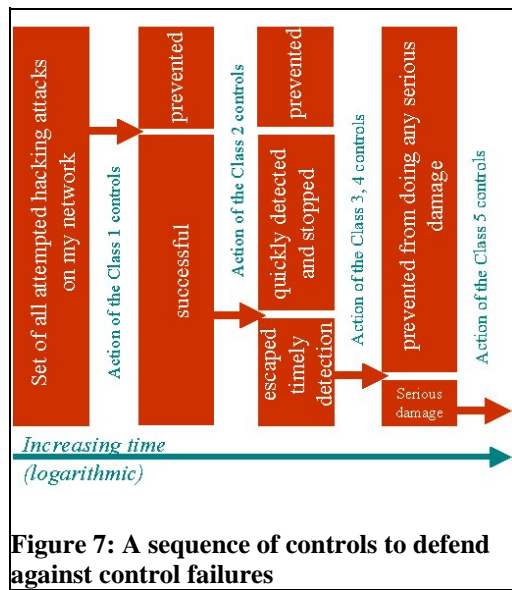 Set of all attempted hacking attacks
on my network
Action of the Class 1 controls
prevented
successful
Action of the Class 2 controls
prevented
quickly detected
and stopped
escaped
timely
detection
Action of the Class 3, 4 controls
prevented from doing any serious
damage
Serious
damage
Action of the Class 5 controls
Increasing time
(logarithmic)
Figure 7: A sequence of controls to defend
against control failures